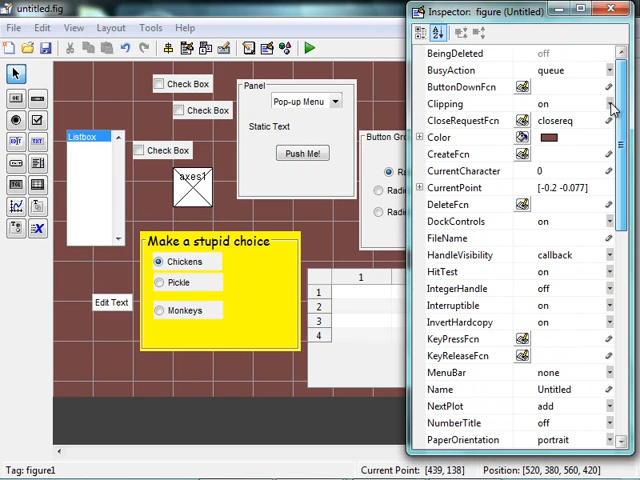 untitled.fig
File Edit View Layout Tools Help
Inspector: figure (Untitled)
BeingDeleted off
BusyAction queue
ButtonDownFcn
Clipping on
CloseRequestFcn closereq
Color
CreateFcn
CurrentCharacter 0
CurrentPoint [-0.2 -0.077]
DeleteFcn
DockControls on
FileName
HandleVisibility callback
HitTest on
IntegerHandle off
Interruptible on
InvertHardcopy on
KeyPressFcn
KeyReleaseFcn
MenuBar none
Name Untitled
NextPlot add
NumberTitle off
PaperOrientation portrait
Check Box
Check Box
Check Box
Listbox
axes1
Panel
Pop-up Menu
Static Text
Push Me!
Button Gr
Ra
Radi
Radi
Make a stupid choice
Chickens
Pickle
Monkeys
Edit Text
1
1
2
3
4
Tag: figure1
Current Point: [439, 138] Position: [520, 380, 560, 420]